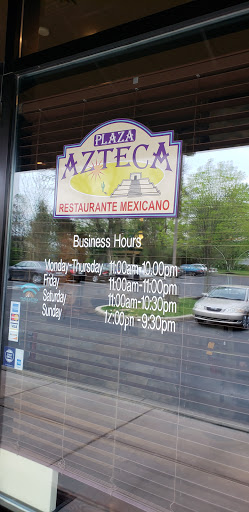 PLAZA
AZTECA
RESTAURANTE MEXICANO
Business Hours
Monday-Thursday 11:00am-10.00pm
Friday 11:00am-11:00pm
Saturday 11:00am-10:30pm
Sunday 12:00pm -9:30pm